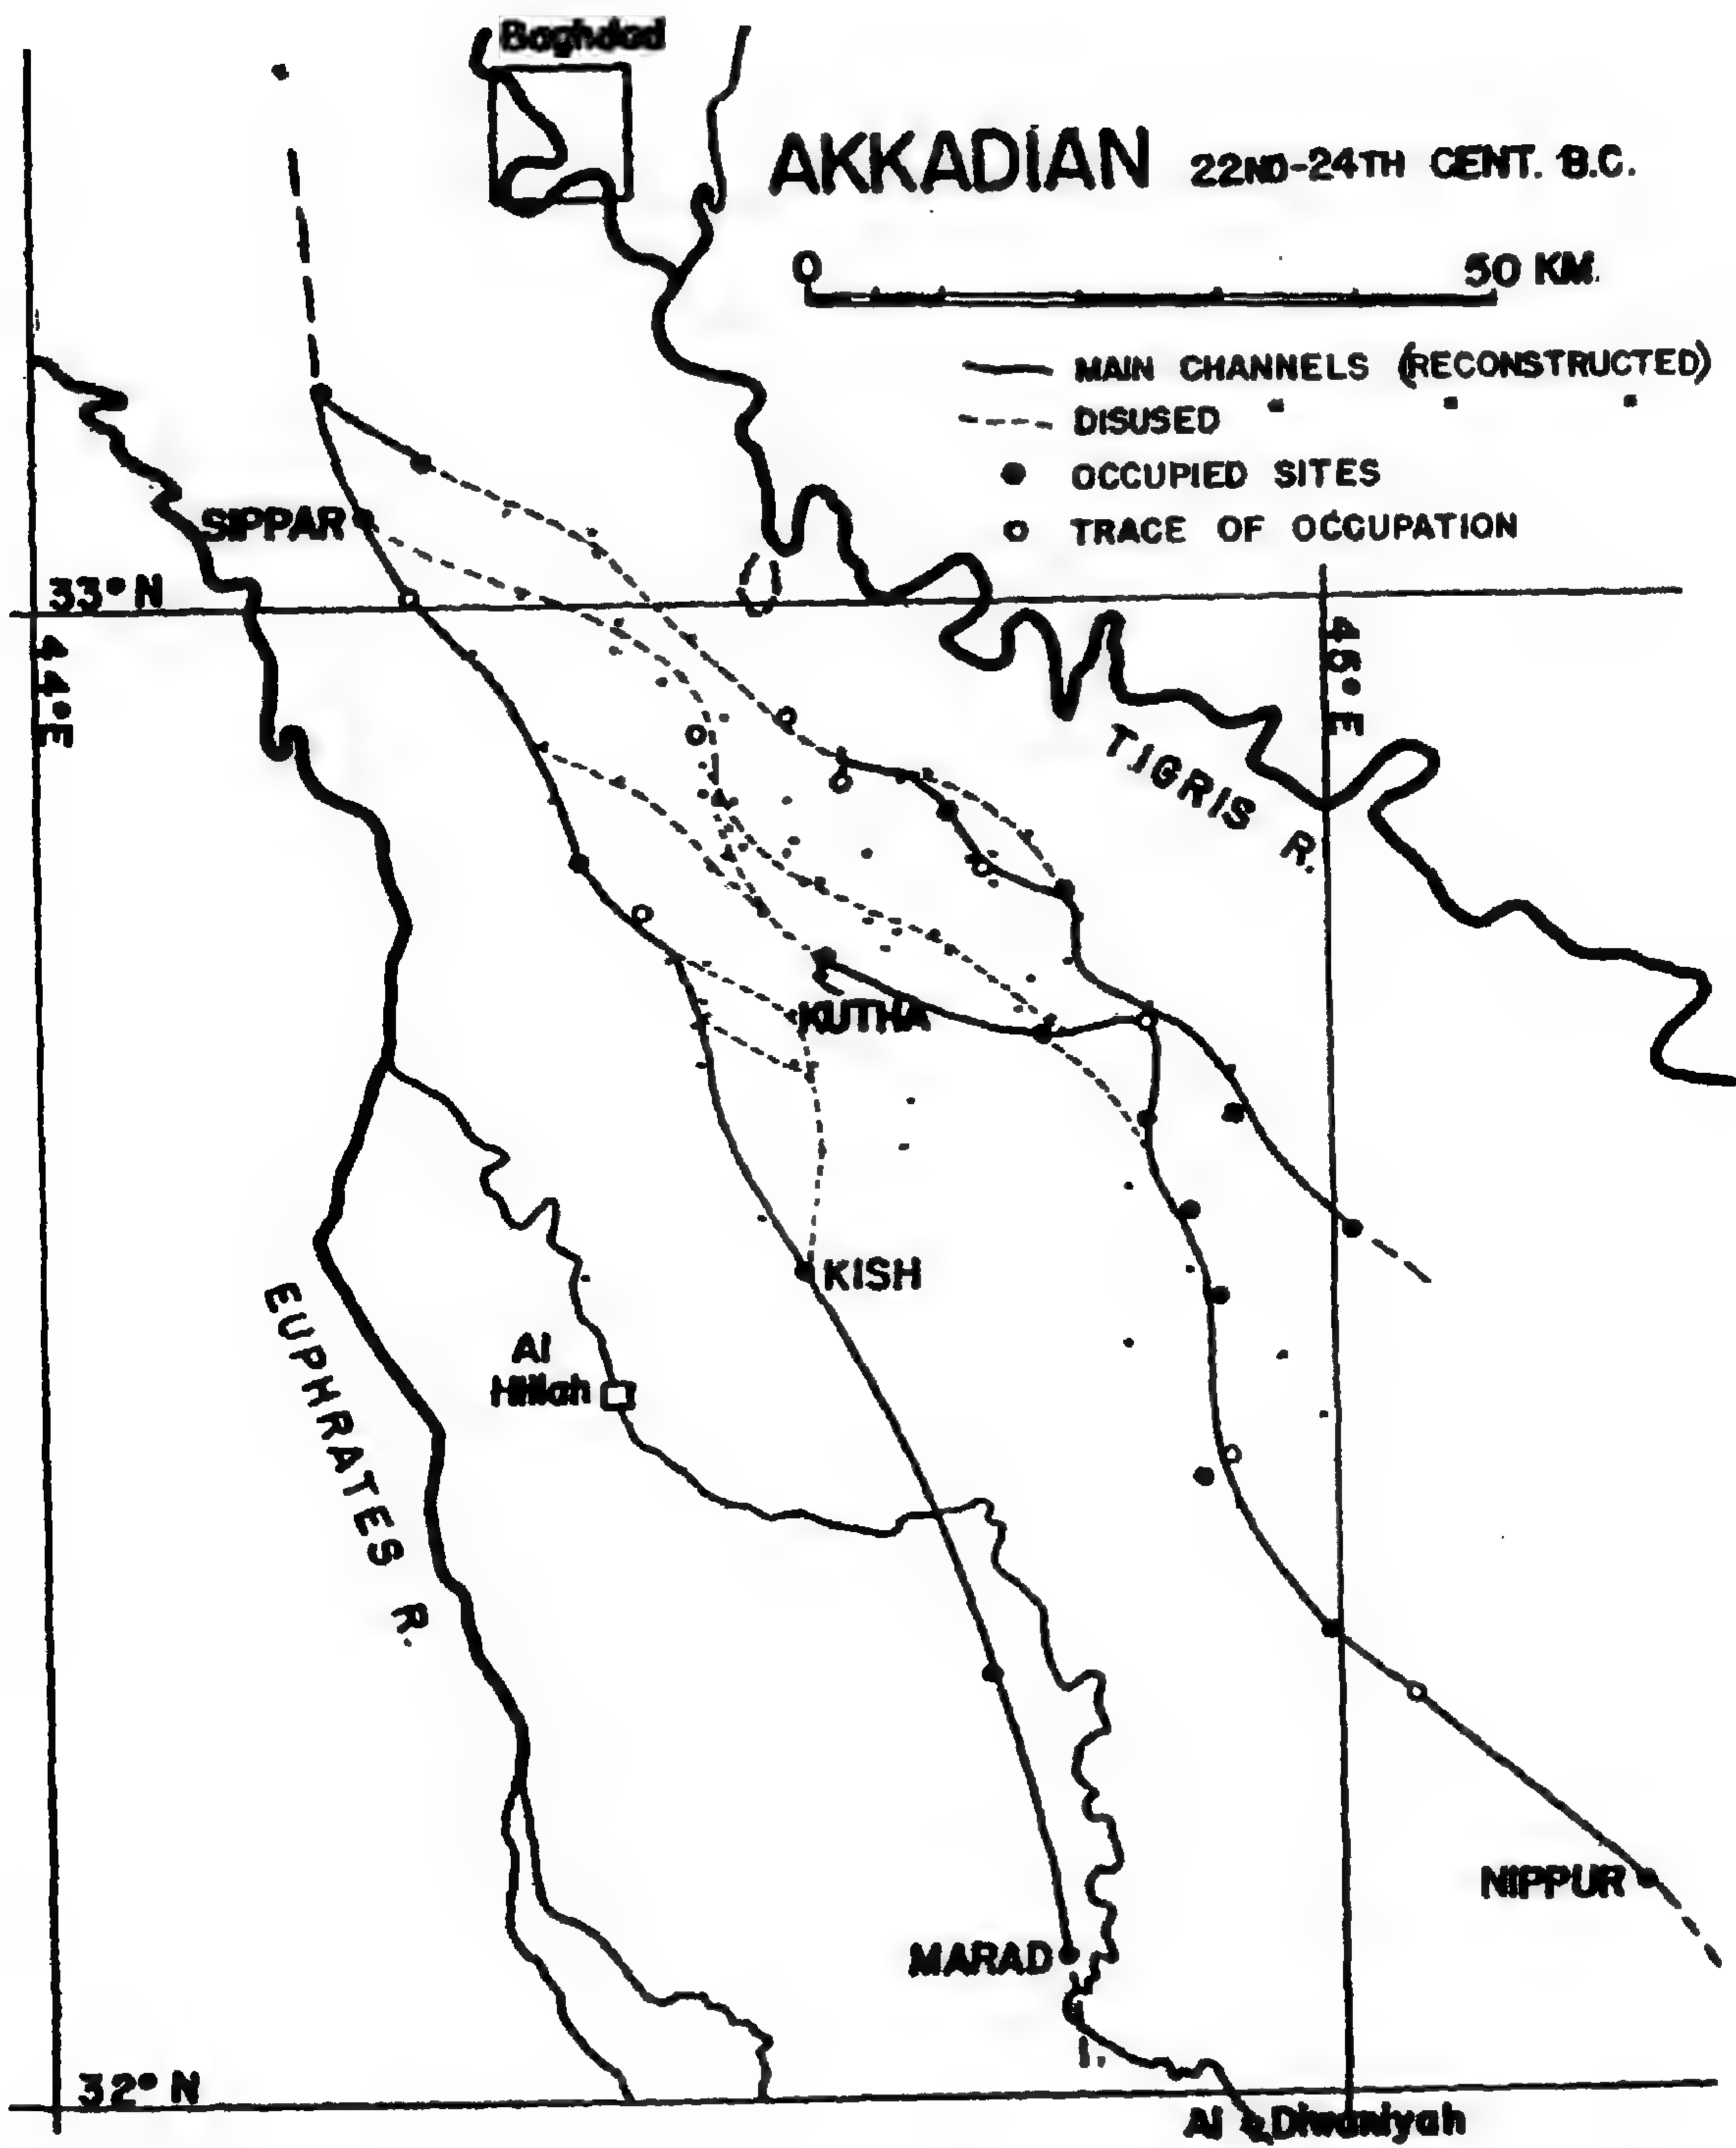 Baghdad
AKKADIAN 22ND-24TH CENT. B.C.
0 50 KM.
MAIN CHANNELS (RECONSTRUCTED)
DISUSED
OCCUPIED SITES
TRACE OF OCCUPATION
SIPPAR
33° N
44° E
45° E
TIGRIS R.
KUTHA
KISH
Al
Hillah
EUPHRATES R.
NIPPUR
MARAD
32° N
Al Diwaniyah